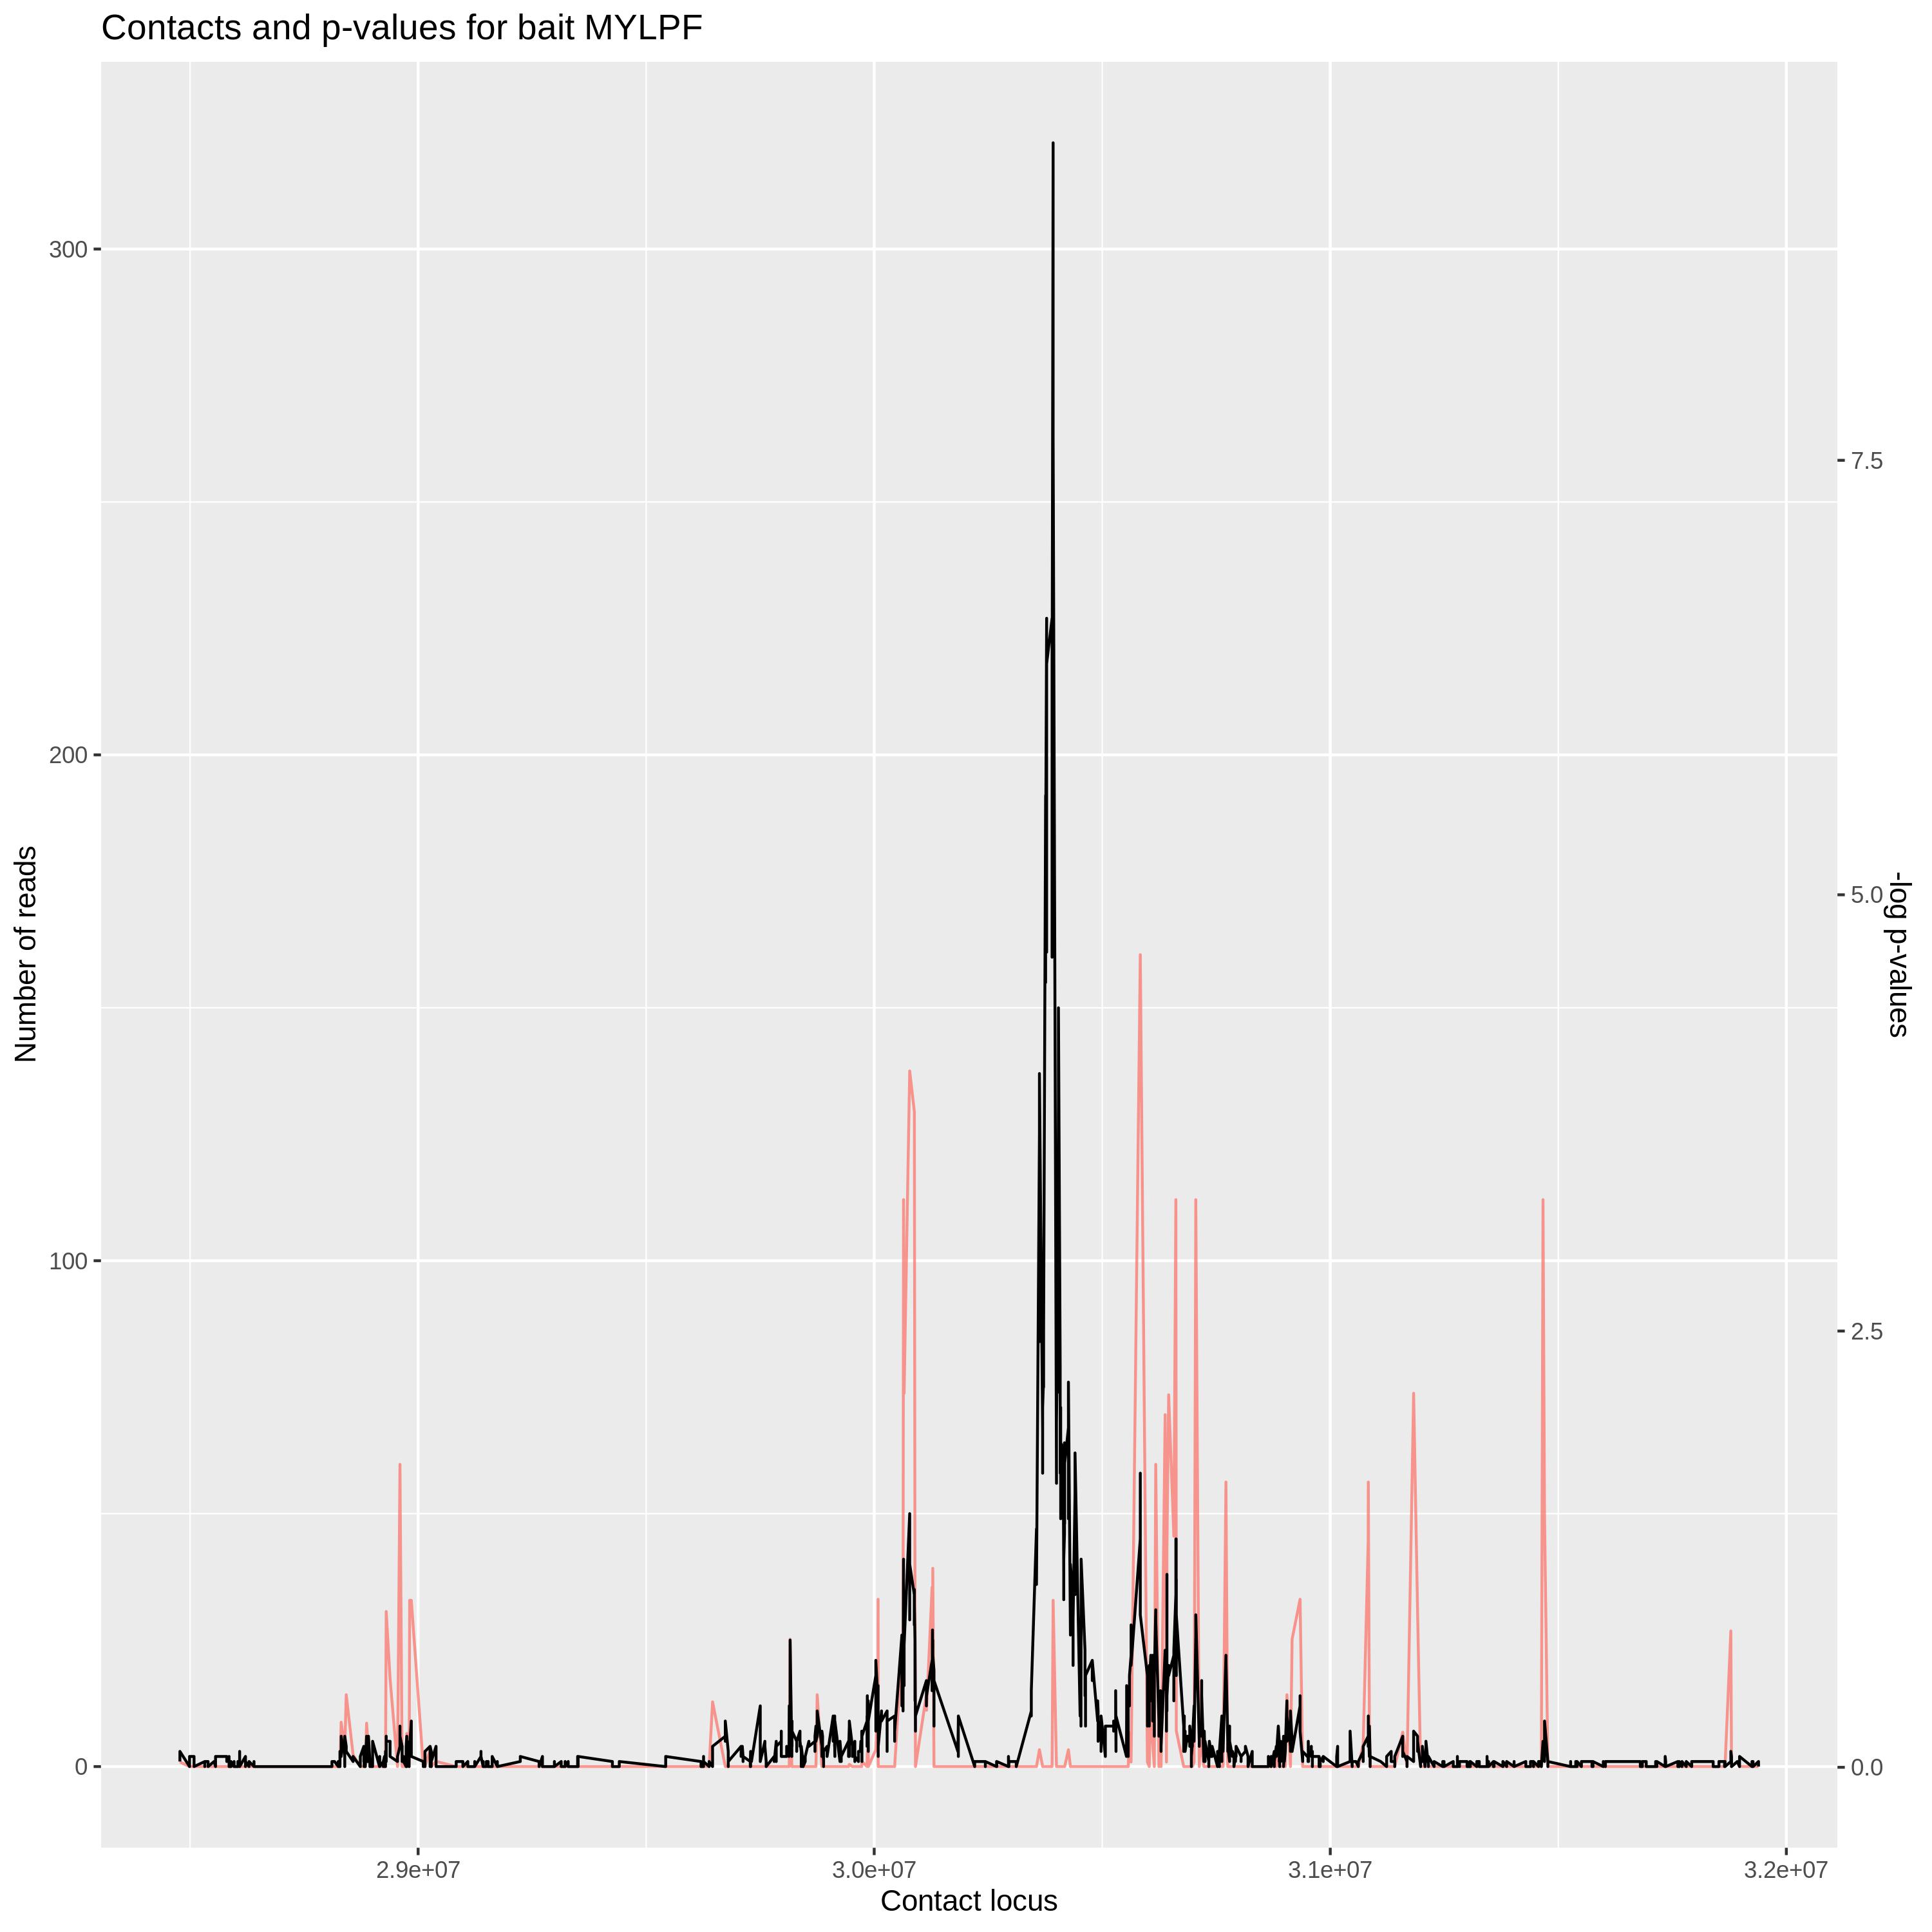 Contacts and p-values for bait MYLPF
300
200
100
0
Number of reads
7.5
5.0
2.5
0.0
-log p-values
2.9e+07
3.0e+07
3.1e+07
3.2e+07
Contact locus